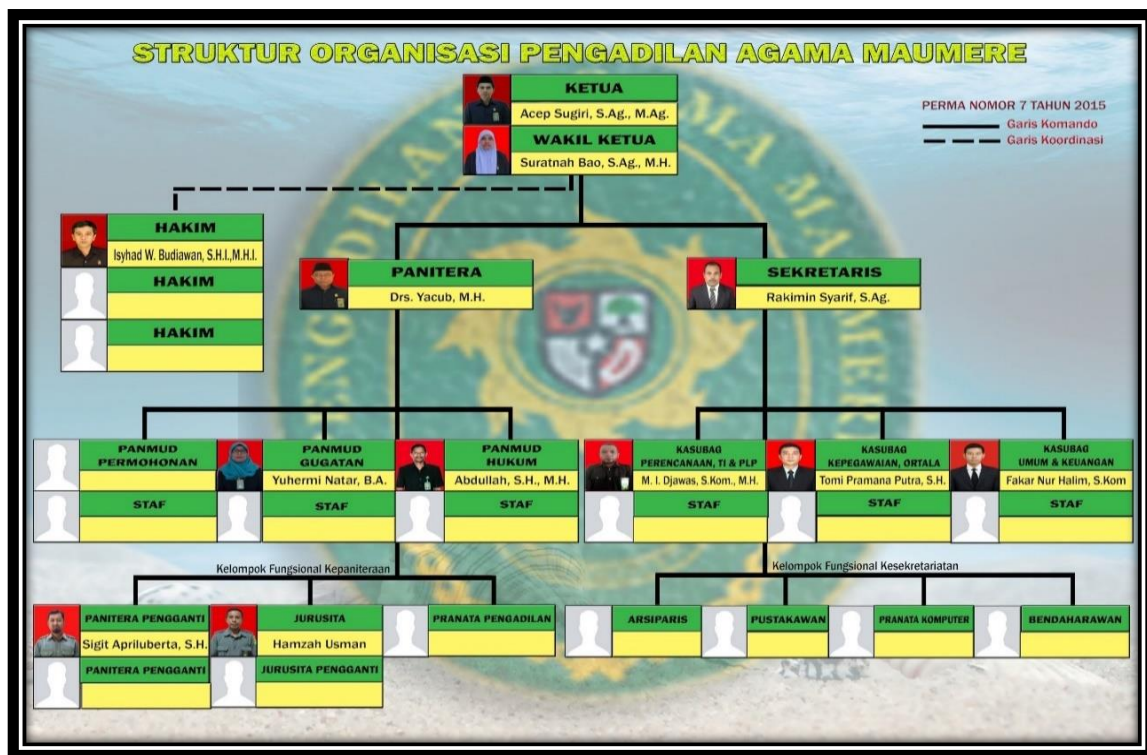 STRUKTUR ORGANISASI PENGADILAN AGAMA MAUMERE
KETUA
Acep Sugiri, S.Ag., M.Ag.
WAKIL KETUA
Suratnah Bao, S.Ag., M.H.
PERMA NOMOR 7 TAHUN 2015
Garis Komando
Garis Koordinasi
HAKIM
Isyhad W. Budiawan, S.H.I.,M.H.I.
HAKIM
HAKIM
PANITERA
Drs. Yacub, M.H.
SEKRETARIS
Rakimin Syarif, S.Ag.
PANMUD
PERMOHONAN
STAF
PANMUD
GUGATAN
Yuhermi Natar, B.A.
STAF
PANMUD
HUKUM
Abdullah, S.H., M.H.
STAF
KASUBAG
PERENCANAAN, TI & PLP
M. I. Djawas, S.Kom., M.H.
STAF
KASUBAG
KEPEGAWAIAN, ORTALA
Tomi Pramana Putra, S.H.
STAF
KASUBAG
UMUM & KEUANGAN
Fakar Nur Halim, S.Kom
STAF
Kelompok Fungsional Kepaniteraan
PANITERA PENGGANTI
Sigit Apriluberta, S.H.
PANITERA PENGGANTI
JURUSITA
Hamzah Usman
JURUSITA PENGGANTI
PRANATA PENGADILAN
Kelompok Fungsional Kesekretariatan
ARSIPARIS
PUSTAKAWAN
PRANATA KOMPUTER
BENDAHARAWAN